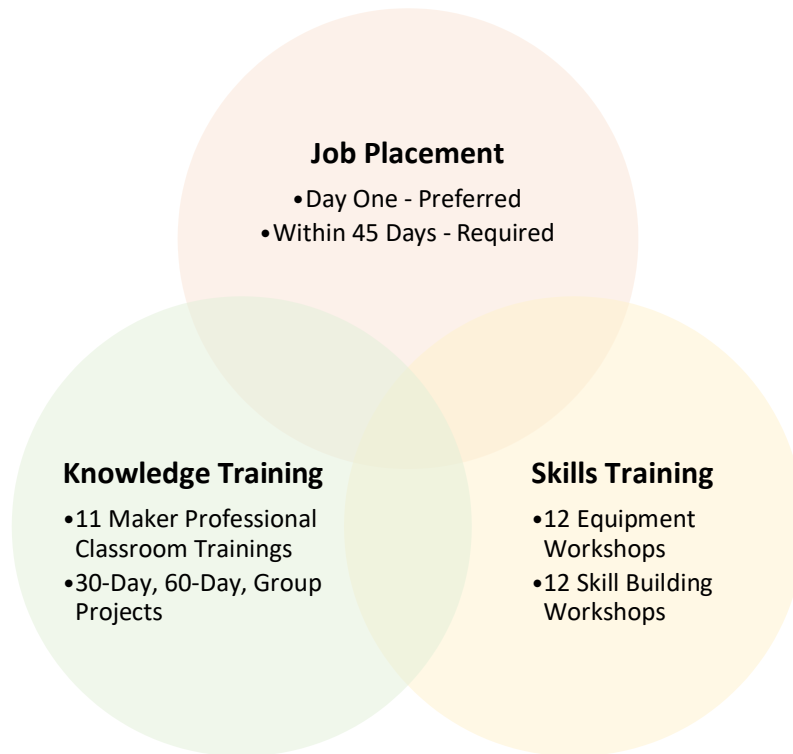 Job Placement
•Day One - Preferred
•Within 45 Days - Required
Knowledge Training
•11 Maker Professional
Classroom Trainings
•30-Day, 60-Day, Group
Projects
Skills Training
•12 Equipment
Workshops
•12 Skill Building
Workshops